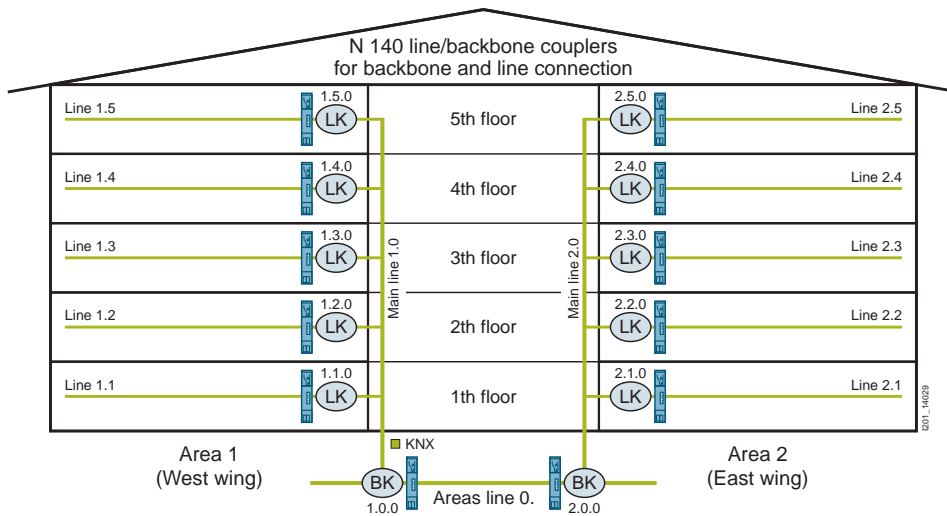 N 140 line/backbone couplers
for backbone and line connection
Line 1.5
1.5.0
LK
5th floor
2.5.0
LK
Line 2.5
Line 1.4
1.4.0
LK
4th floor
2.4.0
LK
Line 2.4
Line 1.3
1.3.0
LK
Main line 1.0
3th floor
Main line 2.0
2.3.0
LK
Line 2.3
Line 1.2
1.2.0
LK
2th floor
2.2.0
LK
Line 2.2
Line 1.1
1.1.0
LK
1th floor
2.1.0
LK
Line 2.1
I201_14029
Area 1
(West wing)
KNX
BK
1.0.0
Areas line 0.
BK
2.0.0
Area 2
(East wing)